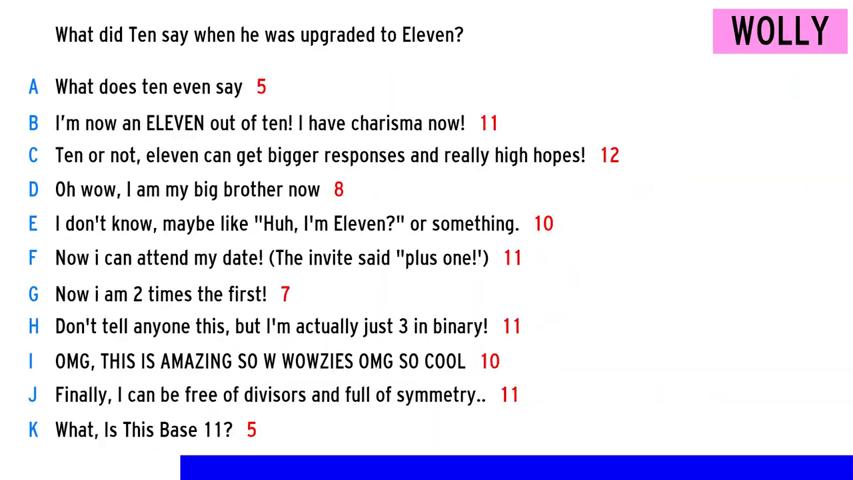 What did Ten say when he was upgraded to Eleven?
WOLLY
A What does ten even say 5
B I'm now an ELEVEN out of ten! I have charisma now! 11
C Ten or not, eleven can get bigger responses and really high hopes! 12
D Oh wow, I am my big brother now 8
E I don't know, maybe like "Huh, I'm Eleven?" or something. 10
F Now i can attend my date! (The invite said "plus one!') 11
G Now i am 2 times the first! 7
H Don't tell anyone this, but I'm actually just 3 in binary! 11
I OMG, THIS IS AMAZING SO W WOWZIES OMG SO COOL 10
J Finally, I can be free of divisors and full of symmetry.. 11
K What, Is This Base 11? 5